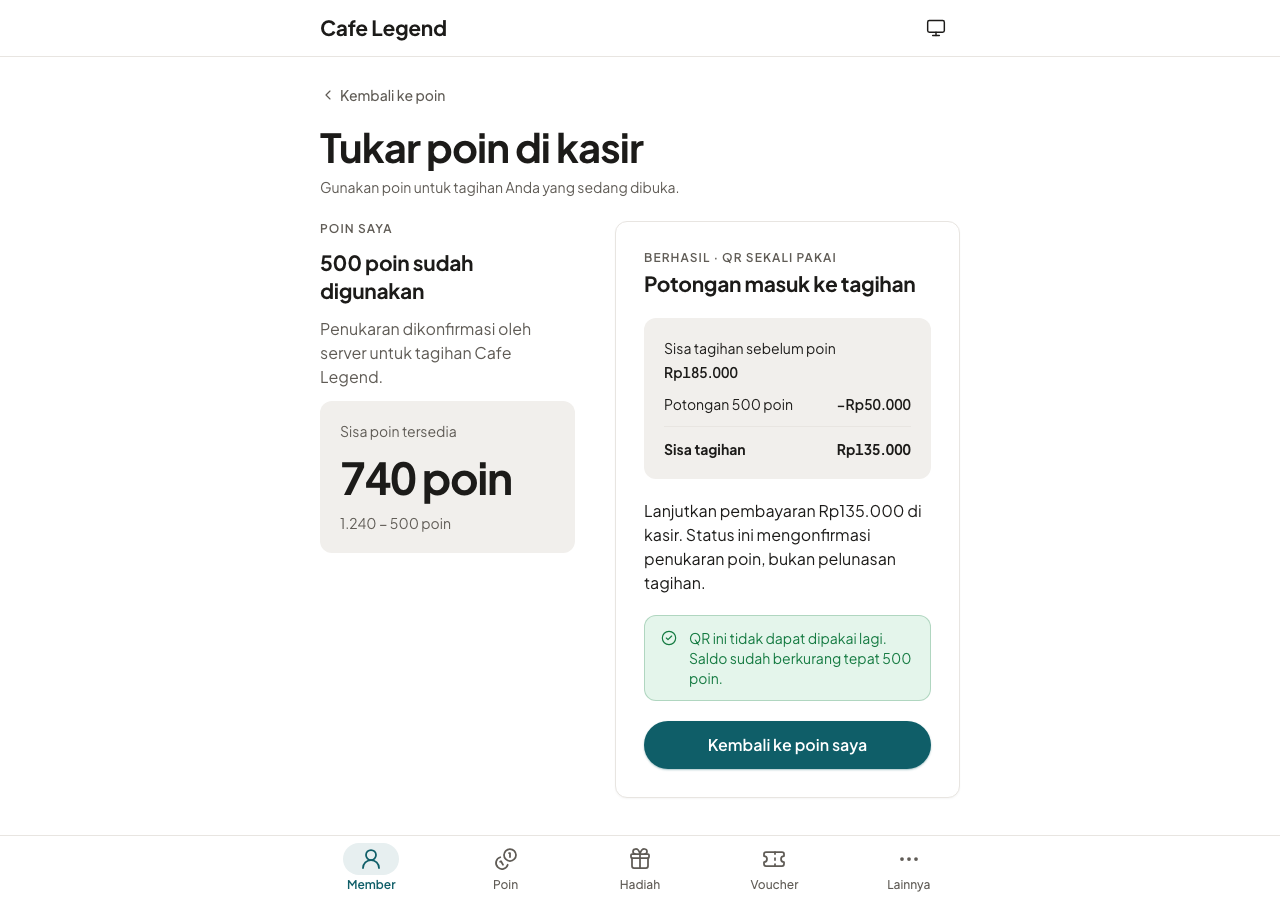 Cafe Legend
Kembali ke poin
Tukar poin di kasir
Gunakan poin untuk tagihan Anda yang sedang dibuka.
POIN SAYA
500 poin sudah
digunakan
Penukaran dikonfirmasi oleh
server untuk tagihan Cafe
Legend.
Sisa poin tersedia
740 poin
1.240 – 500 poin
BERHASIL · QR SEKALI PAKAI
Potongan masuk ke tagihan
Sisa tagihan sebelum poin
Rp185.000
Potongan 500 poin –Rp50.000
Sisa tagihan Rp135.000
Lanjutkan pembayaran Rp135.000 di
kasir. Status ini mengonfirmasi
penukaran poin, bukan pelunasan
tagihan.
QR ini tidak dapat dipakai lagi.
Saldo sudah berkurang tepat 500
poin.
Kembali ke poin saya
Member
Poin
Hadiah
Voucher
Lainnya